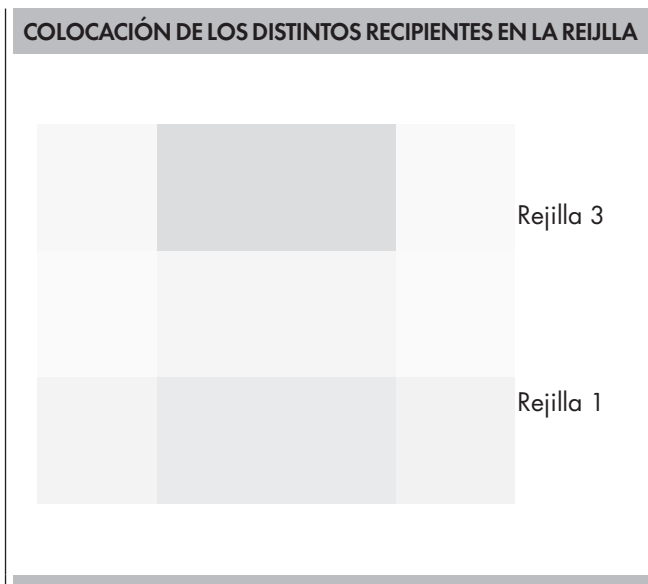 COLOCACIÓN DE LOS DISTINTOS RECIPIENTES EN LA REIJLLA
Rejilla 3
Rejilla 1